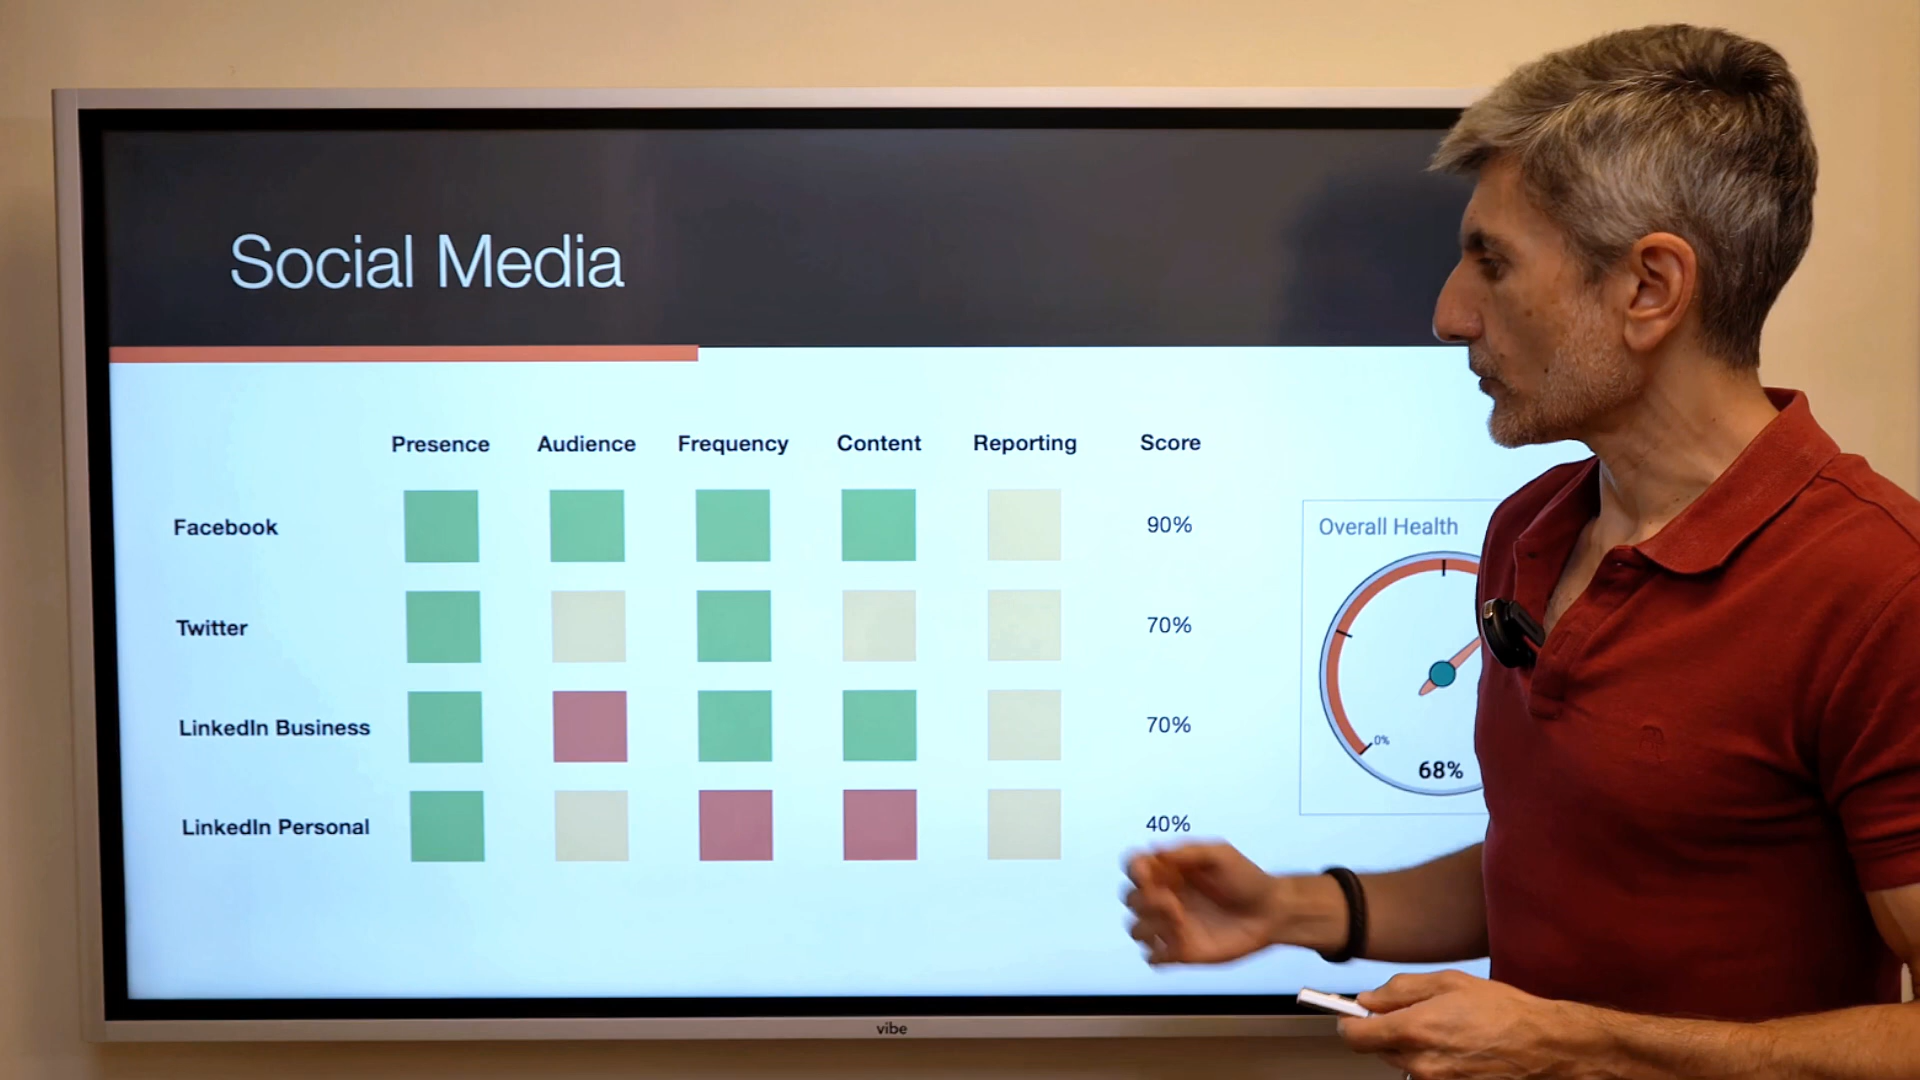 Social Media
Presence Audience Frequency Content Reporting Score
Facebook 90%
Twitter 70%
LinkedIn Business 70%
LinkedIn Personal 40%
Overall Health
0%
68%
vibe